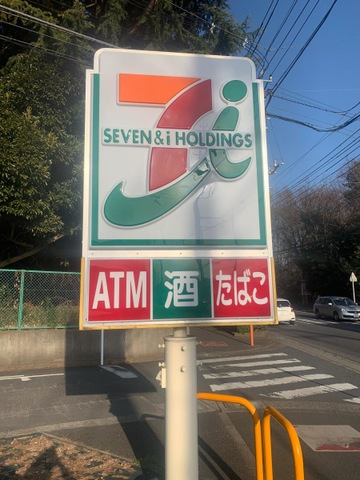 SEVEN & i HOLDINGS
ATM 酒 たばこ